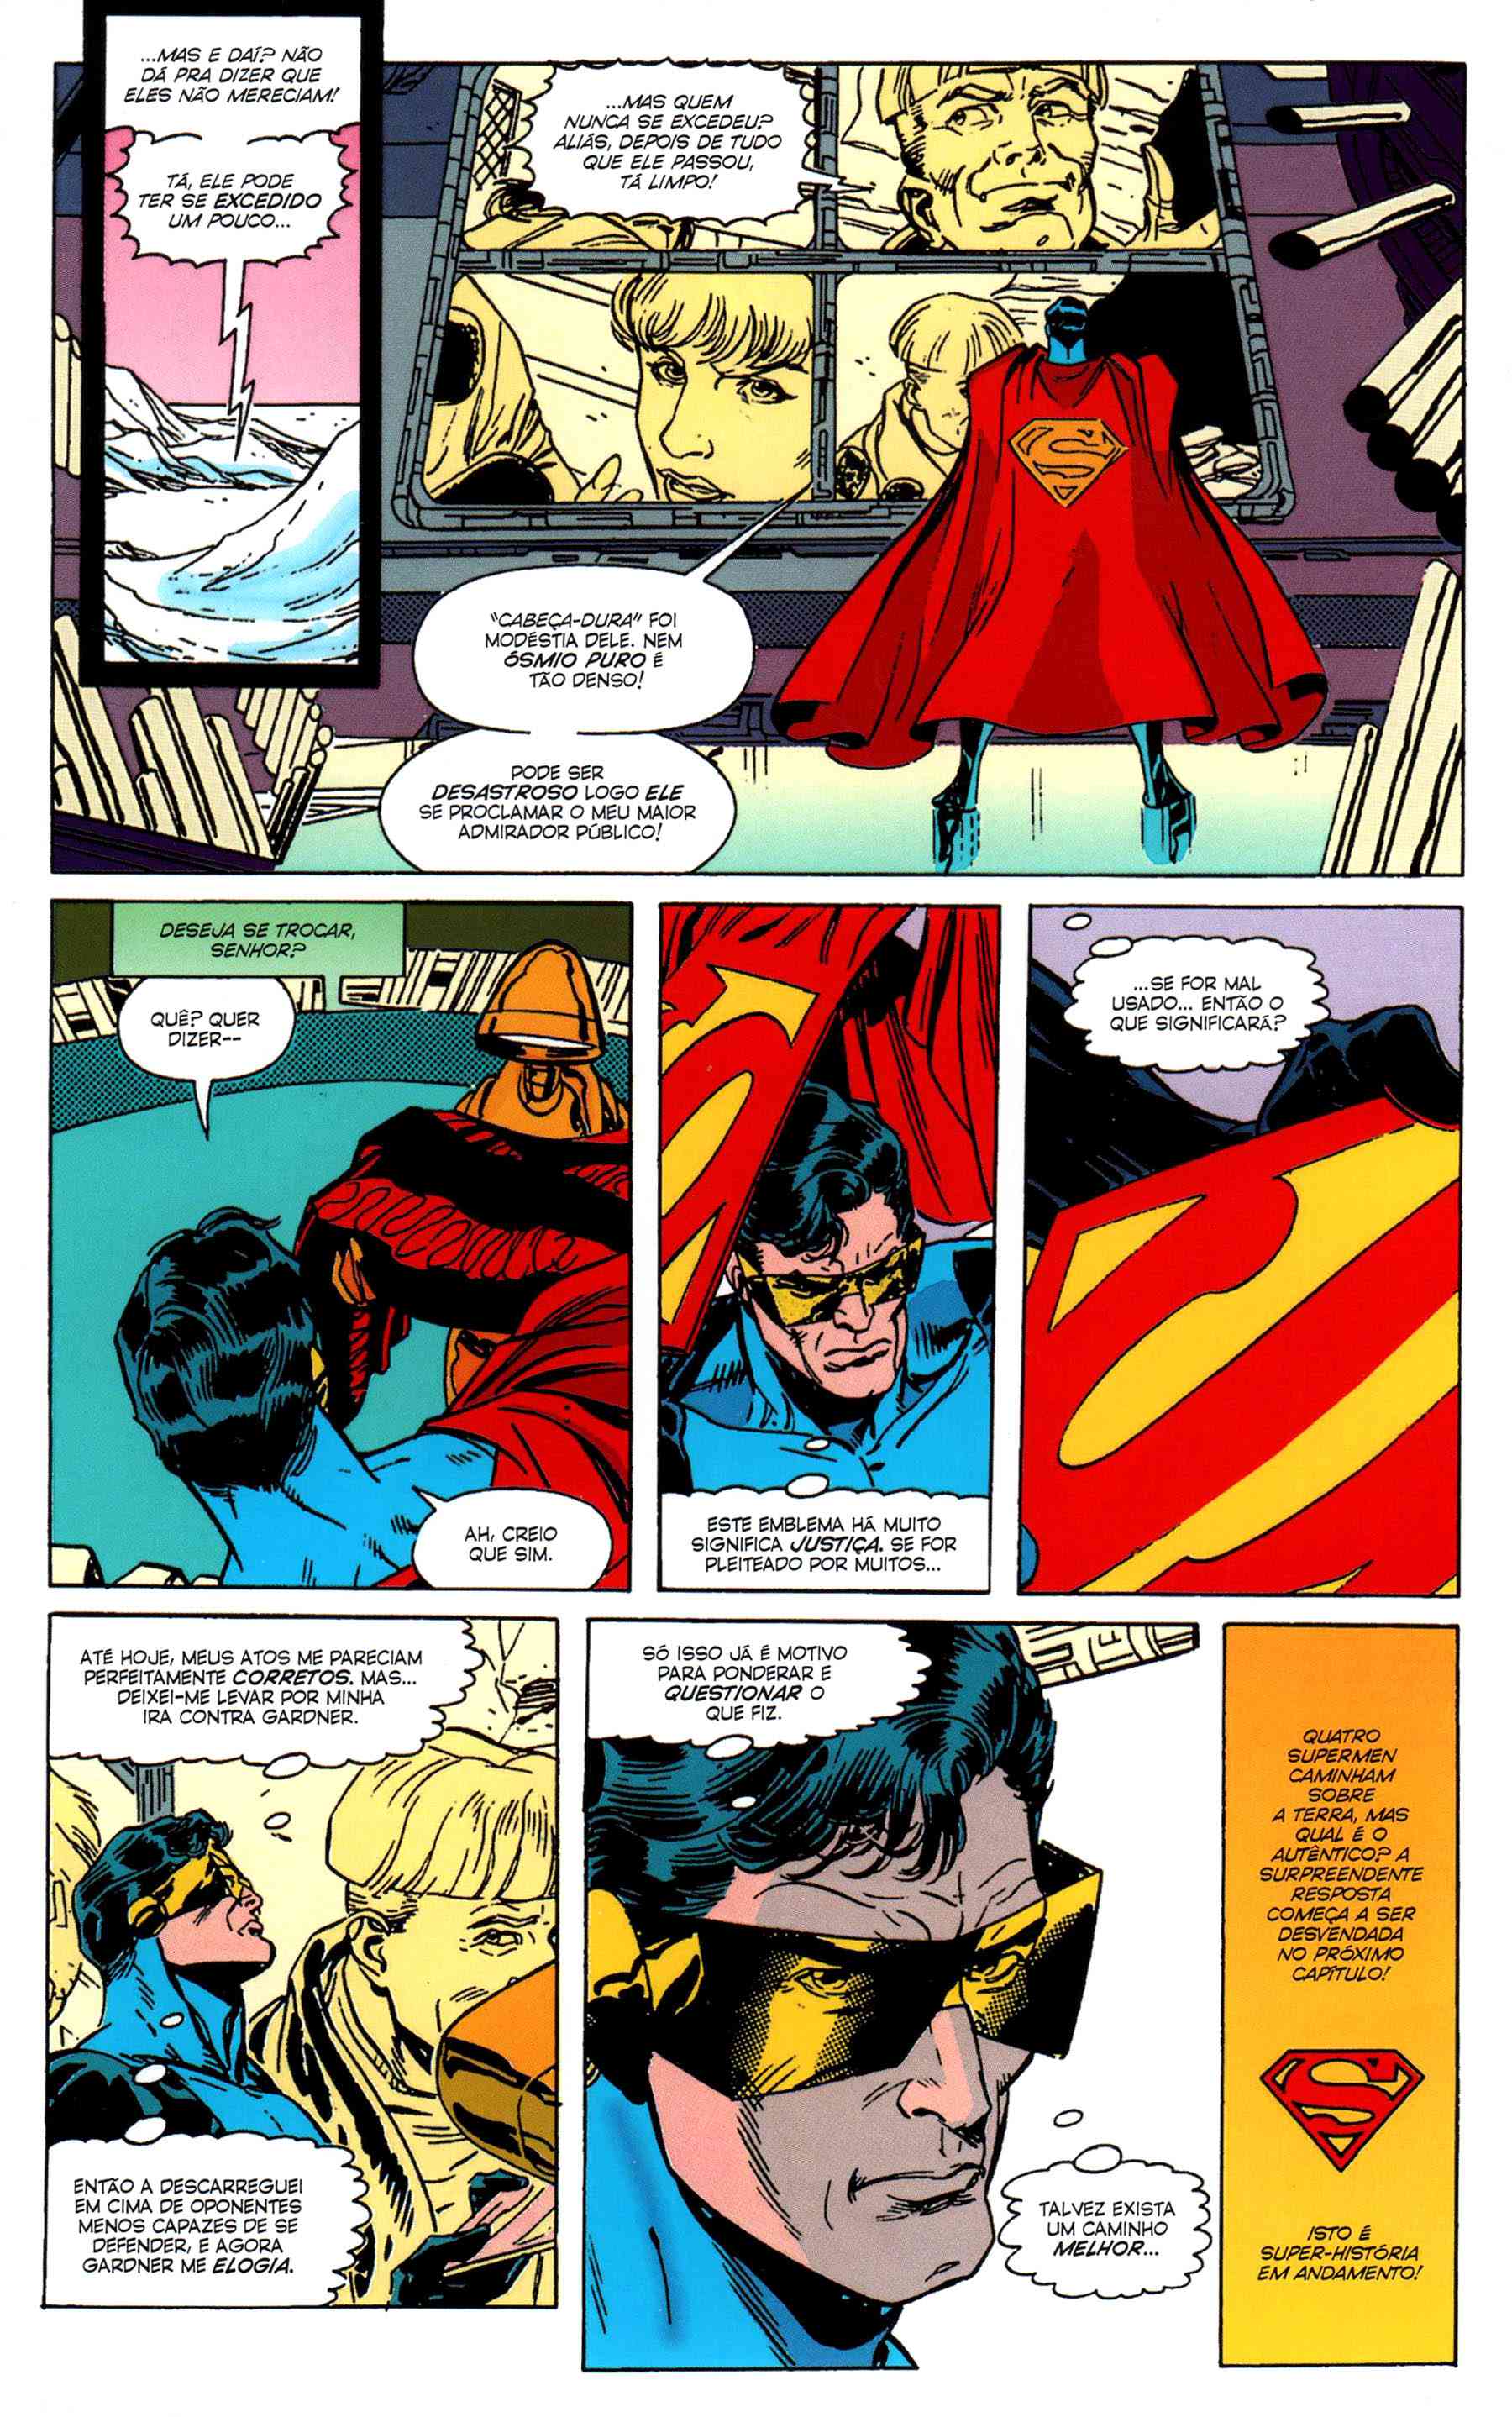 ...MAS E DAÍ? NÃO
DÁ PRA DIZER QUE
ELES NÃO MERECIAM!
TÁ, ELE PODE
TER SE EXCEDIDO
UM POUCO...
...MAS QUEM
NUNCA SE EXCEDEU?
ALIÁS, DEPOIS DE TUDO
QUE ELE PASSOU,
TÁ LIMPO!
"CABEÇA-DURA" FOI
MODÉSTIA DELE. NEM
ÓSMIO PURO É
TÃO DENSO!
PODE SER
DESASTROSO LOGO ELE
SE PROCLAMAR O MEU MAIOR
ADMIRADOR PÚBLICO!
DESEJA SE TROCAR,
SENHOR?
QUÊ? QUER
DIZER--
AH, CREIO
QUE SIM.
ESTE EMBLEMA HÁ MUITO
SIGNIFICA JUSTIÇA. SE FOR
PLEITEADO POR MUITOS...
...SE FOR MAL
USADO... ENTÃO O
QUE SIGNIFICARÁ?
ATÉ HOJE, MEUS ATOS ME PARECIAM
PERFEITAMENTE CORRETOS. MAS...
DEIXEI-ME LEVAR POR MINHA
IRA CONTRA GARDNER.
ENTÃO A DESCARREGUEI
EM CIMA DE OPONENTES
MENOS CAPAZES DE SE
DEFENDER, E AGORA
GARDNER ME ELOGIA.
SÓ ISSO JÁ É MOTIVO
PARA PONDERAR E
QUESTIONAR O
QUE FIZ.
TALVEZ EXISTA
UM CAMINHO
MELHOR...
QUATRO
SUPERMEN
CAMINHAM
SOBRE
A TERRA, MAS
QUAL É O
AUTÊNTICO? A
SURPREENDENTE
RESPOSTA
COMEÇA A SER
DESVENDADA
NO PRÓXIMO
CAPÍTULO!
S
ISTO É
SUPER-HISTÓRIA
EM ANDAMENTO!